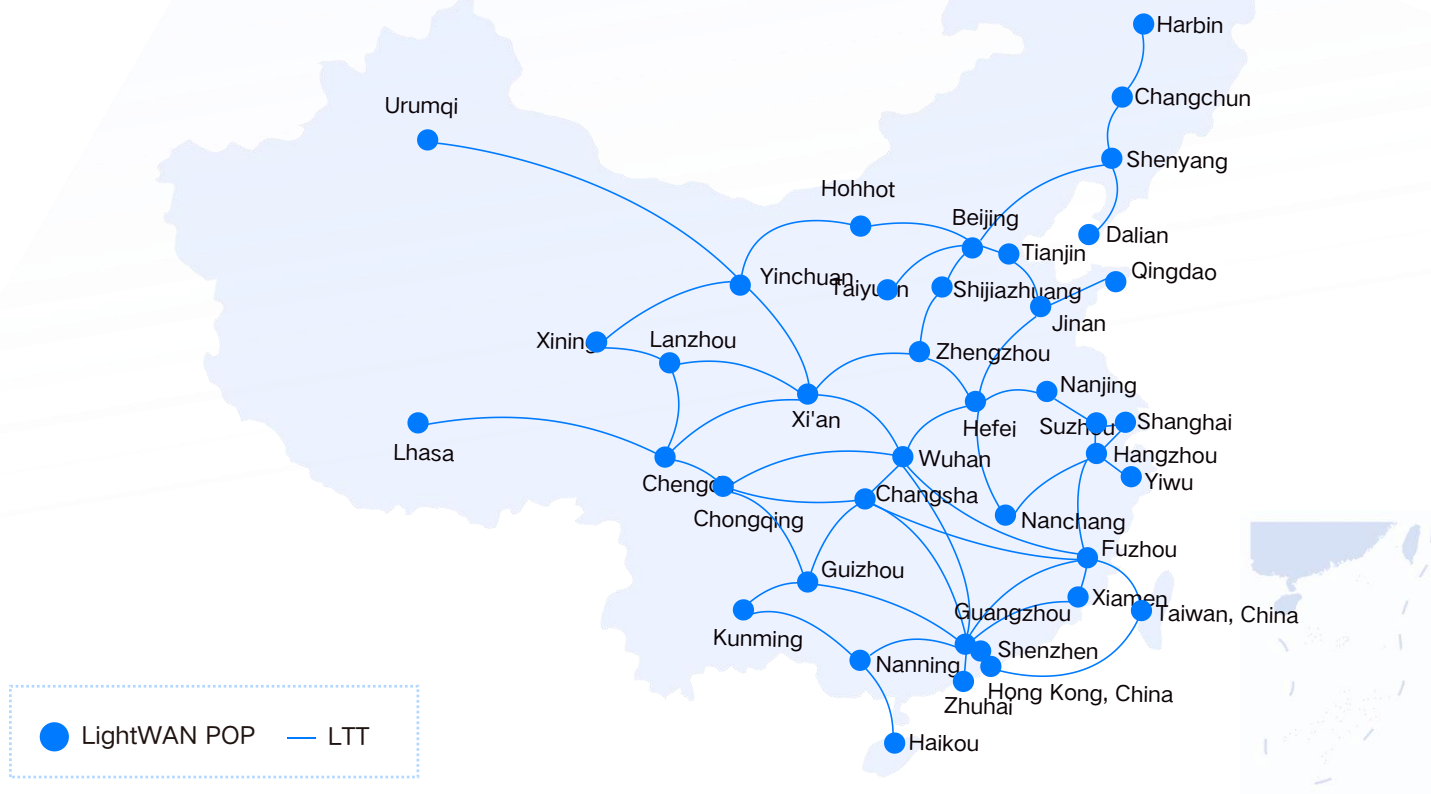 Harbin
Changchun
Urumqi
Shenyang
Hohhot
Beijing
Dalian
Tianjin
Qingdao
Yinchuan
Taiyuan
Shijiazhuang
Jinan
Xining
Lanzhou
Zhengzhou
Nanjing
Xi'an
Hefei
Suzhou
Shanghai
Lhasa
Hangzhou
Wuhan
Chengd
Yiwu
Changsha
Chongqing
Nanchang
Fuzhou
Guizhou
Xiamen
Guangzhou
Taiwan, China
Kunming
Shenzhen
Nanning
Hong Kong, China
Zhuhai
LightWAN POP
LTT
Haikou